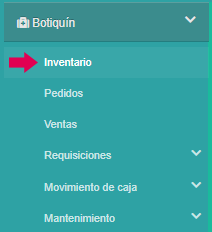 Botiquín
Inventario
Pedidos
Ventas
Requisiciones
Movimiento de caja
Mantenimiento